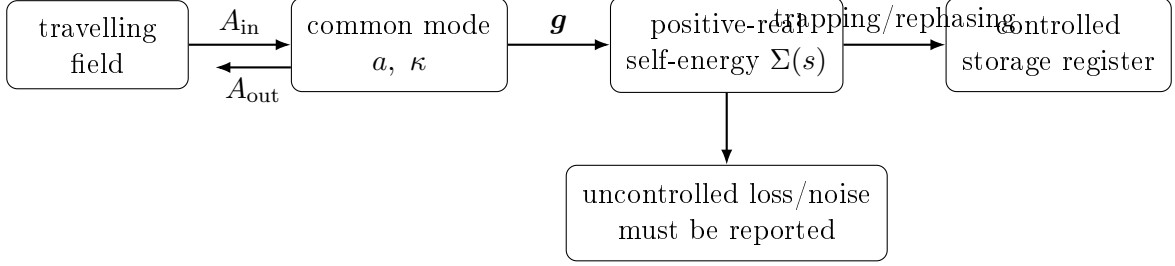 travelling
field
A_in
A_out
common mode
a, κ
g
positive-real
self-energy Σ(s)
trapping/rephasing
controlled
storage register
uncontrolled loss/noise
must be reported